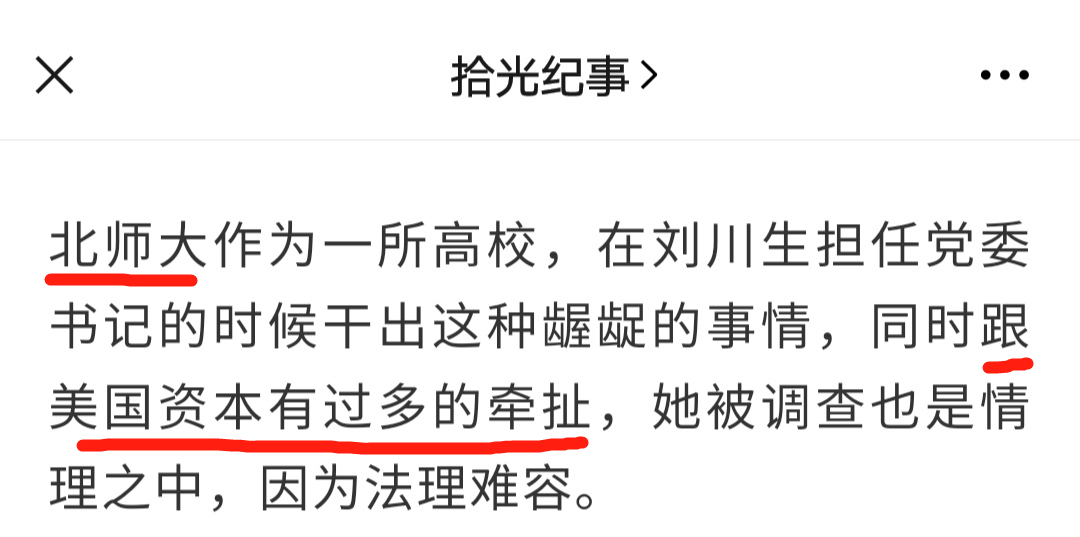 拾光纪事
北师大作为一所高校，在刘川生担任党委
书记的时候干出这种龌龊的事情，同时跟
美国资本有过多的牵扯，她被调查也是情
理之中，因为法理难容。